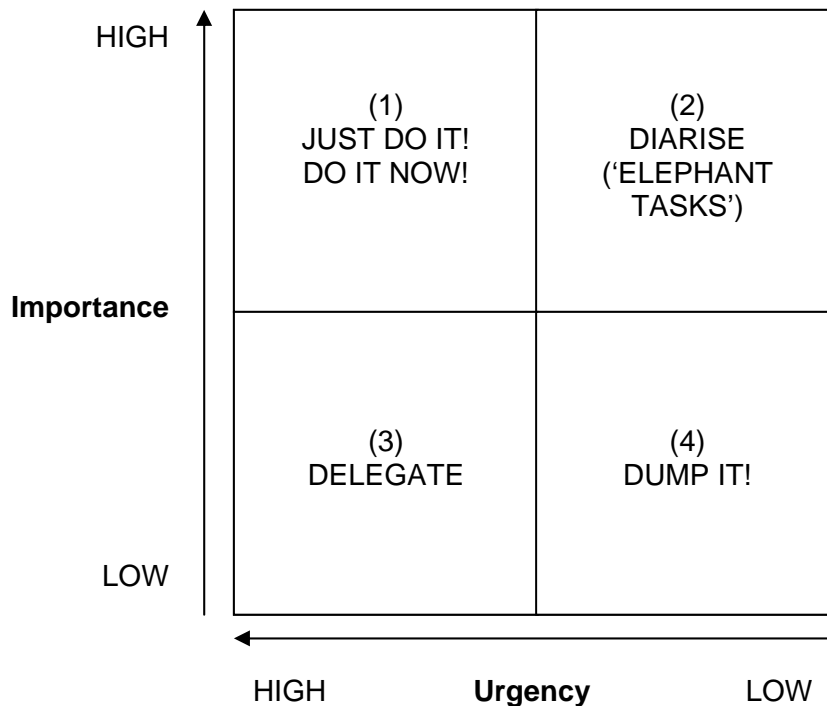 HIGH
(1)
JUST DO IT!
DO IT NOW!
(2)
DIARISE
(‘ELEPHANT
TASKS’)
Importance
(3)
DELEGATE
(4)
DUMP IT!
LOW
HIGH Urgency LOW